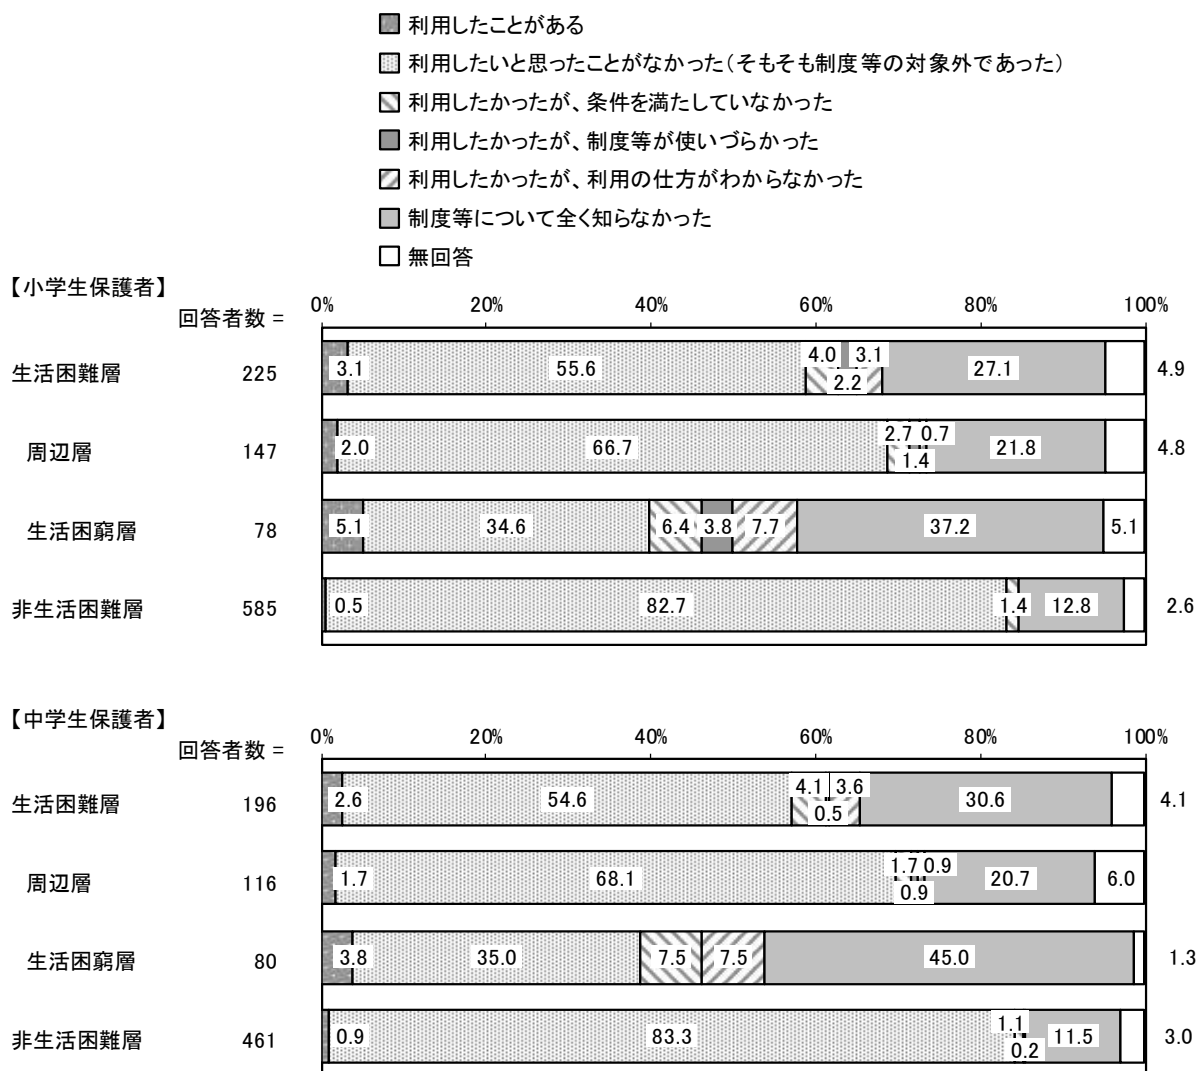 利用したことがある
利用したいと思ったことがなかった（そもそも制度等の対象外であった）
利用したかったが、条件を満たしていなかった
利用したかったが、制度等が使いづらかった
利用したかったが、利用の仕方がわからなかった
制度等について全く知らなかった
無回答
【小学生保護者】
回答者数 =
0% 20% 40% 60% 80% 100%
生活困難層 225 3.1 55.6 4.0 2.2 3.1 27.1 4.9
周辺層 147 2.0 66.7 2.7 1.4 0.7 21.8 4.8
生活困窮層 78 5.1 34.6 6.4 3.8 7.7 37.2 5.1
非生活困難層 585 0.5 82.7 1.4 12.8 2.6
【中学生保護者】
回答者数 =
0% 20% 40% 60% 80% 100%
生活困難層 196 2.6 54.6 4.1 0.5 3.6 30.6 4.1
周辺層 116 1.7 68.1 1.7 0.9 0.9 20.7 6.0
生活困窮層 80 3.8 35.0 7.5 7.5 45.0 1.3
非生活困難層 461 0.9 83.3 1.1 0.2 11.5 3.0